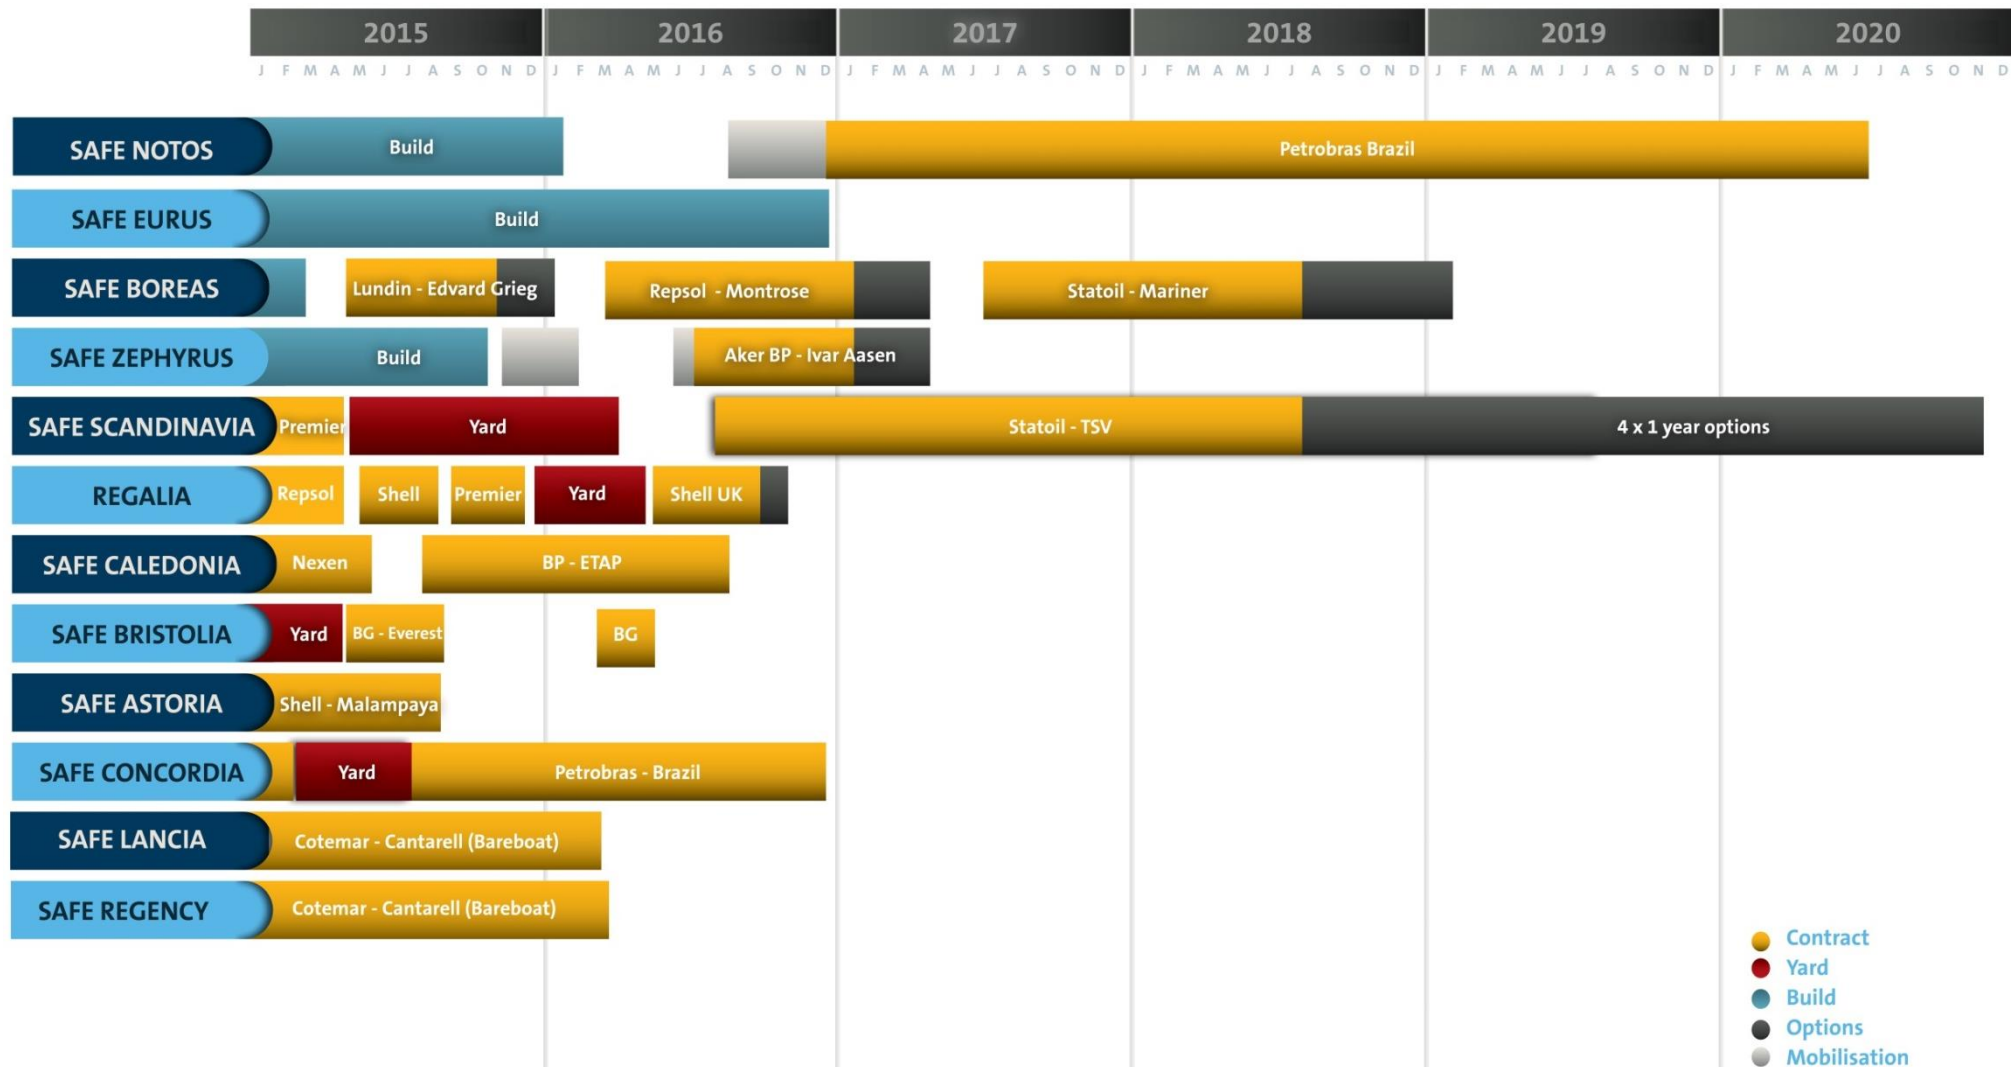 2015 2016 2017 2018 2019 2020
J F M A M J J A S O N D J F M A M J J A S O N D J F M A M J J A S O N D J F M A M J J A S O N D J F M A M J J A S O N D J F M A M J J A S O N D
SAFE NOTOS Build Petrobras Brazil
SAFE EURUS Build
SAFE BOREAS Lundin - Edvard Grieg Repsol - Montrose Statoil - Mariner
SAFE ZEPHYRUS Build Aker BP - Ivar Aasen
SAFE SCANDINAVIA Premier Yard Statoil - TSV 4 x 1 year options
REGALIA Repsol Shell Premier Yard Shell UK
SAFE CALEDONIA Nexen BP - ETAP
SAFE BRISTOLIA Yard BG - Everest BG
SAFE ASTORIA Shell - Malampaya
SAFE CONCORDIA Yard Petrobras - Brazil
SAFE LANCIA Cotemar - Cantarell (Bareboat)
SAFE REGENCY Cotemar - Cantarell (Bareboat)
Contract
Yard
Build
Options
Mobilisation